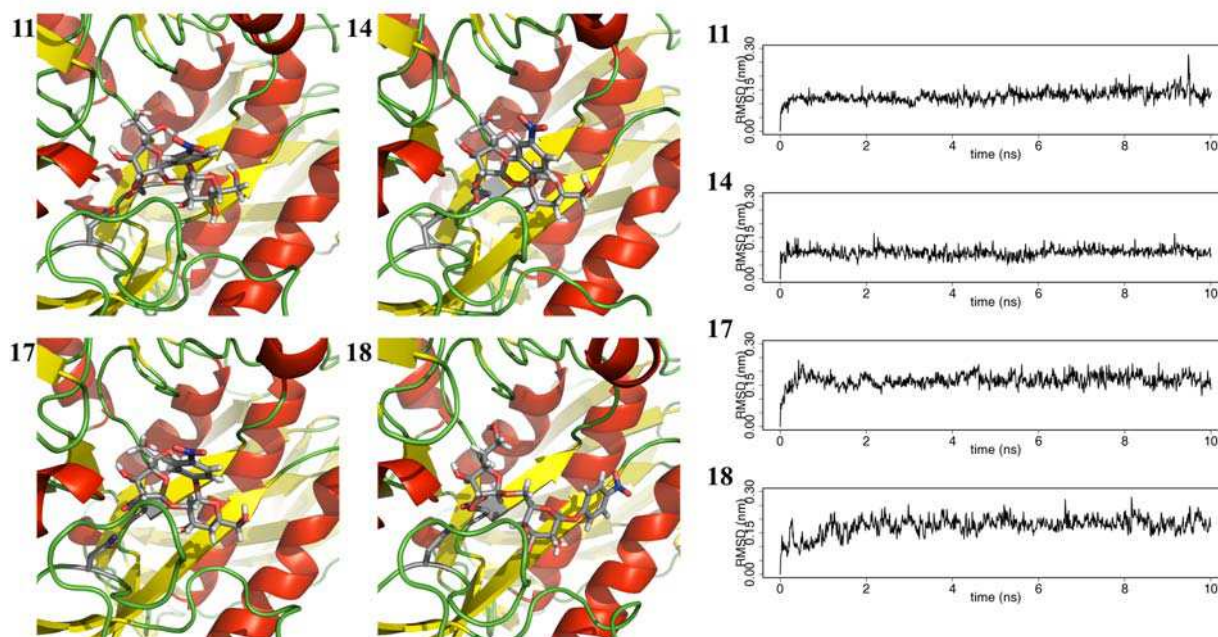 11
14
17
18
11
RMSD (nm)
0.00 0.15 0.30
0 2 4 6 8 10
time (ns)
14
RMSD (nm)
0.00 0.15 0.30
0 2 4 6 8 10
time (ns)
17
RMSD (nm)
0.00 0.15 0.30
0 2 4 6 8 10
time (ns)
18
RMSD (nm)
0.00 0.15 0.30
0 2 4 6 8 10
time (ns)